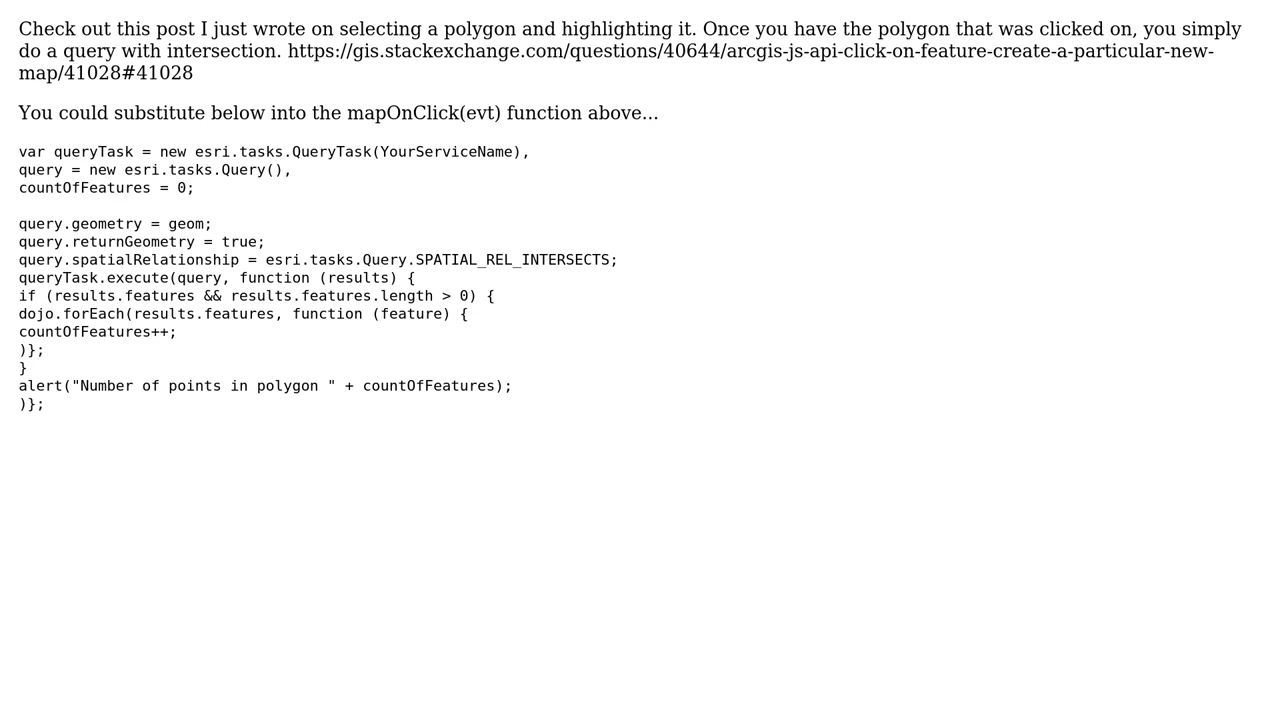 Check out this post I just wrote on selecting a polygon and highlighting it. Once you have the polygon that was clicked on, you simply
do a query with intersection. https://gis.stackexchange.com/questions/40644/arcgis-js-api-click-on-feature-create-a-particular-new-
map/41028#41028
You could substitute below into the mapOnClick(evt) function above...
var queryTask = new esri.tasks.QueryTask(YourServiceName),
query = new esri.tasks.Query(),
countOfFeatures = 0;
query.geometry = geom;
query.returnGeometry = true;
query.spatialRelationship = esri.tasks.Query.SPATIAL_REL_INTERSECTS;
queryTask.execute(query, function (results) {
if (results.features && results.features.length > 0) {
dojo.forEach(results.features, function (feature) {
countOfFeatures++;
)};
}
alert("Number of points in polygon " + countOfFeatures);
)};